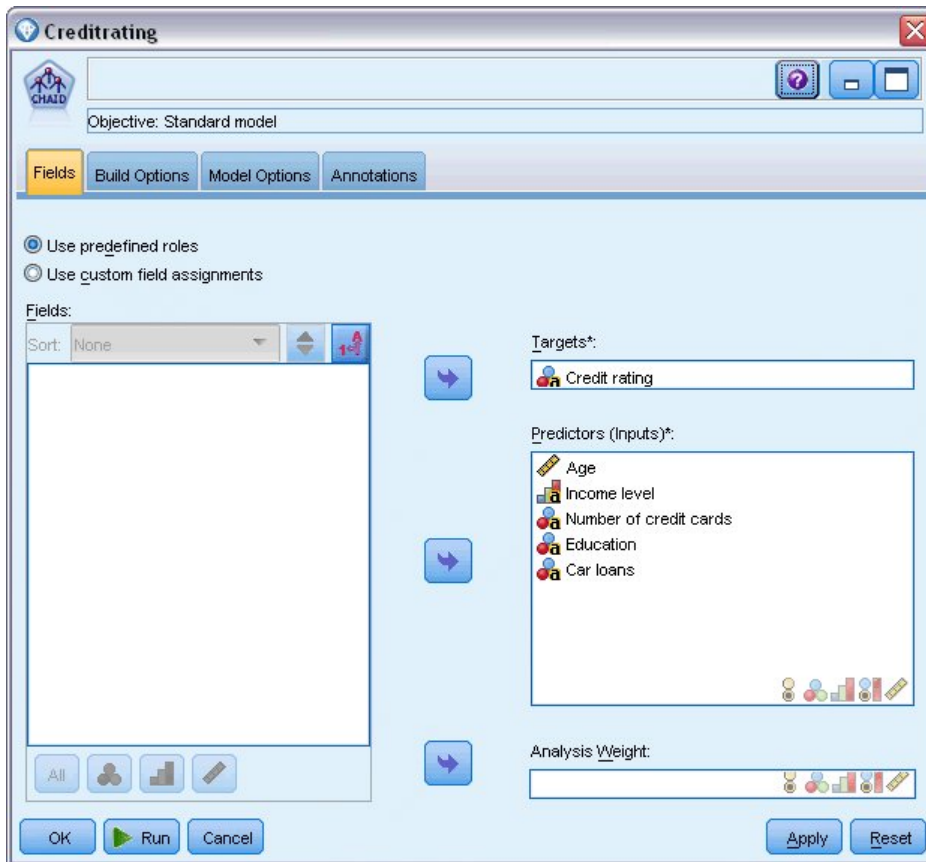 Creditrating
CHAID
Objective: Standard model
Fields
Build Options
Model Options
Annotations
Use predefined roles
Use custom field assignments
Fields:
Sort: None
Targets*:
Credit rating
Predictors (Inputs)*:
Age
Income level
Number of credit cards
Education
Car loans
All
Analysis Weight:
OK
Run
Cancel
Apply
Reset